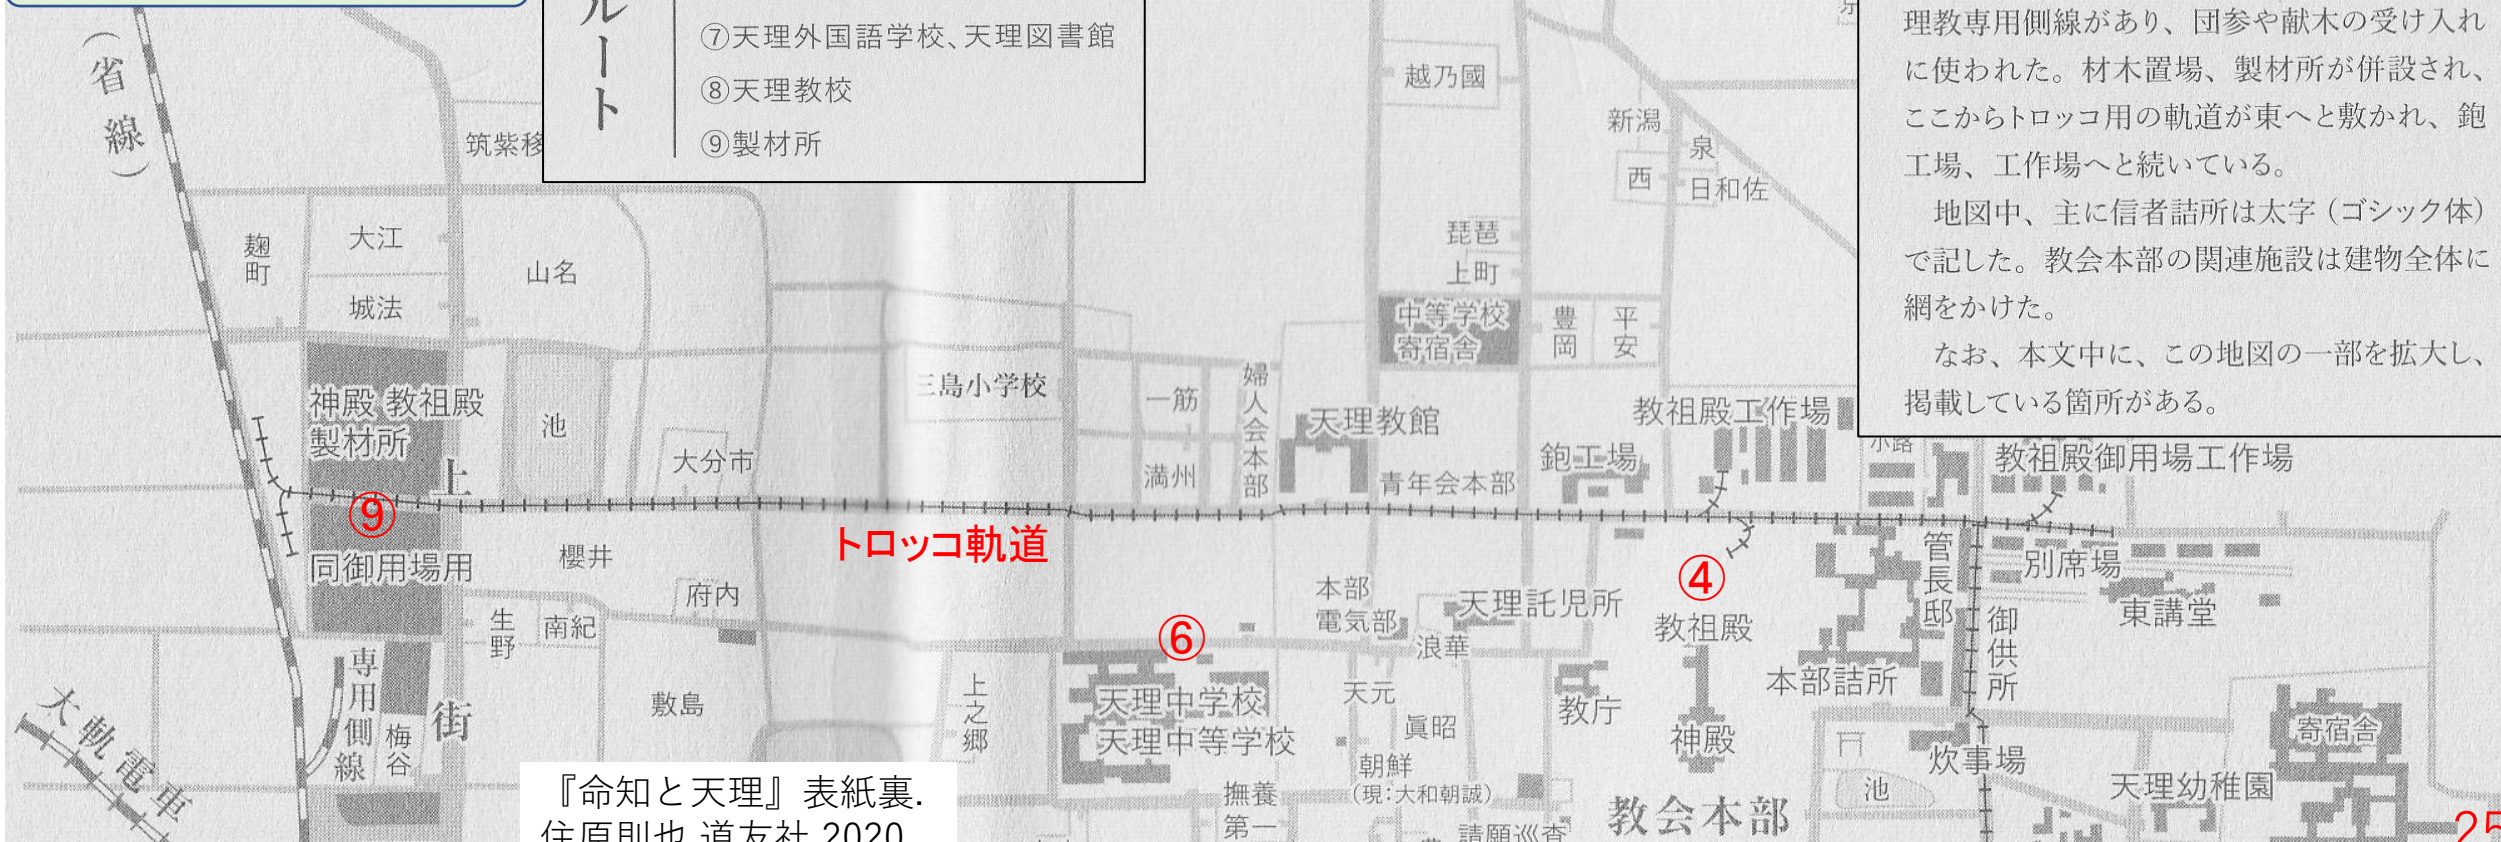 ルート
⑦天理外国語学校、天理図書館
⑧天理教校
⑨製材所
理教専用側線があり、団参や献木の受け入れ
に使われた。材木置場、製材所が併設され、
ここからトロッコ用の軌道が東へと敷かれ、鉋
工場、工作場へと続いている。
地図中、主に信者詰所は太字（ゴシック体）
で記した。教会本部の関連施設は建物全体に
網をかけた。
なお、本文中に、この地図の一部を拡大し、
掲載している箇所がある。
（省線）
筑紫移
越乃國
新潟
泉
西
日和佐
麹町
大江
城法
山名
琵琶
上町
中等学校
寄宿舎
豊岡
平安
神殿 教祖殿
製材所
池
三島小学校
一筋
満州
婦人会本部
天理教館
青年会本部
教祖殿工作場
鉋工場
小路
教祖殿御用場工作場
上
大分市
⑨
トロッコ軌道
同御用場用
櫻井
府内
生野
南紀
④
教祖殿
管長邸
別席場
東講堂
御供所
本部
電気部
天理託児所
浪華
⑥
天理中学校
天理中等学校
上之郷
敷島
専用側線
梅谷
街
大軌電車
天元
眞昭
朝鮮
（現：大和朝誠）
教庁
神殿
本部詰所
炊事場
池
寄宿舎
天理幼稚園
撫養
第一
請願巡査
教会本部
『命知と天理』表紙裏.
住原則也 道友社 2020
25